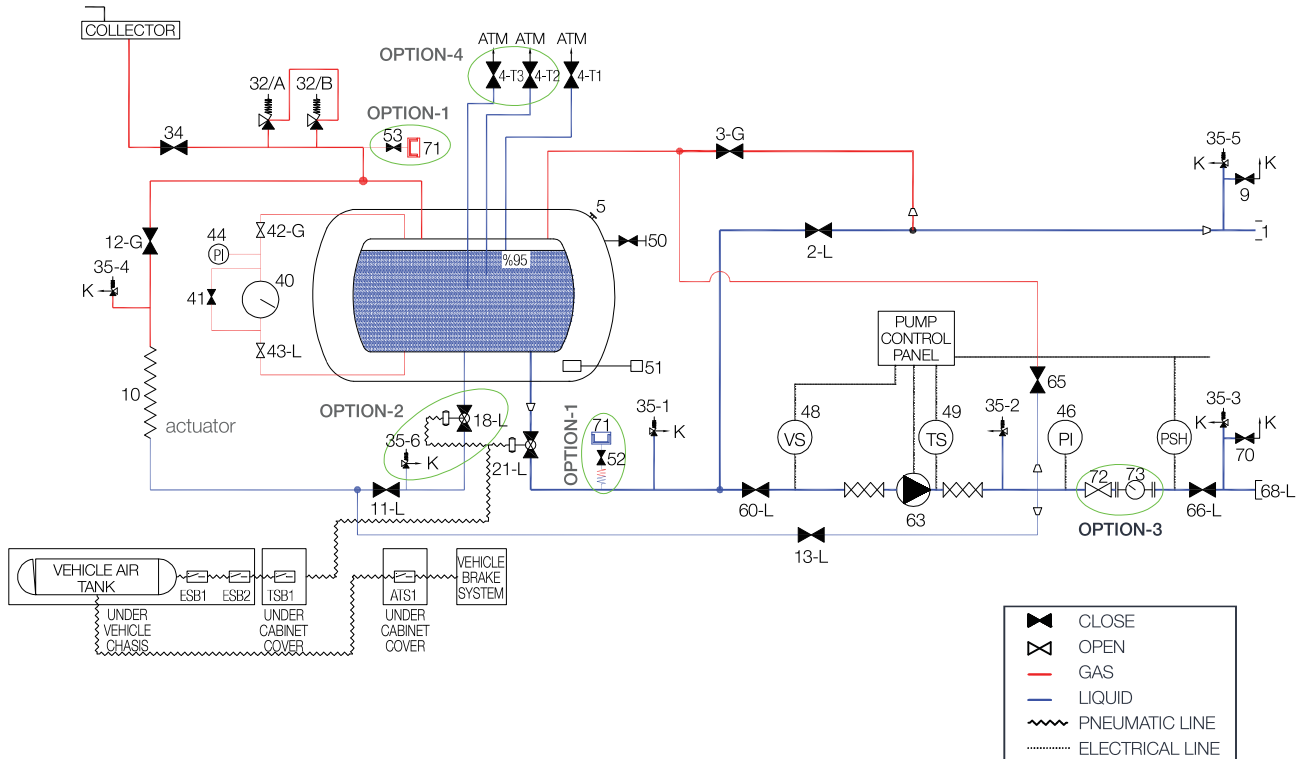 COLLECTOR
OPTION-4
ATM
ATM
ATM
4-T3
4-T2
4-T1
32/A
32/B
OPTION-1
34
53
71
3-G
35-5
K
K
9
1
5
50
2-L
12-G
44
PI
42-G
35-4
K
41
40
43-L
%95
51
10
actuator
PUMP
CONTROL
PANEL
65
OPTION-2
18-L
35-6
K
21-L
OPTION-1
71
52
35-1
K
48
VS
49
TS
35-2
46
PI
PSH
35-3
K
K
70
11-L
60-L
63
72
73
66-L
68-L
OPTION-3
13-L
VEHICLE AIR
TANK
ESB1
ESB2
TSB1
ATS1
VEHICLE
BRAKE
SYSTEM
UNDER
VEHICLE
CHASIS
UNDER
CABINET
COVER
UNDER
CABINET
COVER
CLOSE
OPEN
GAS
LIQUID
PNEUMATIC LINE
ELECTRICAL LINE